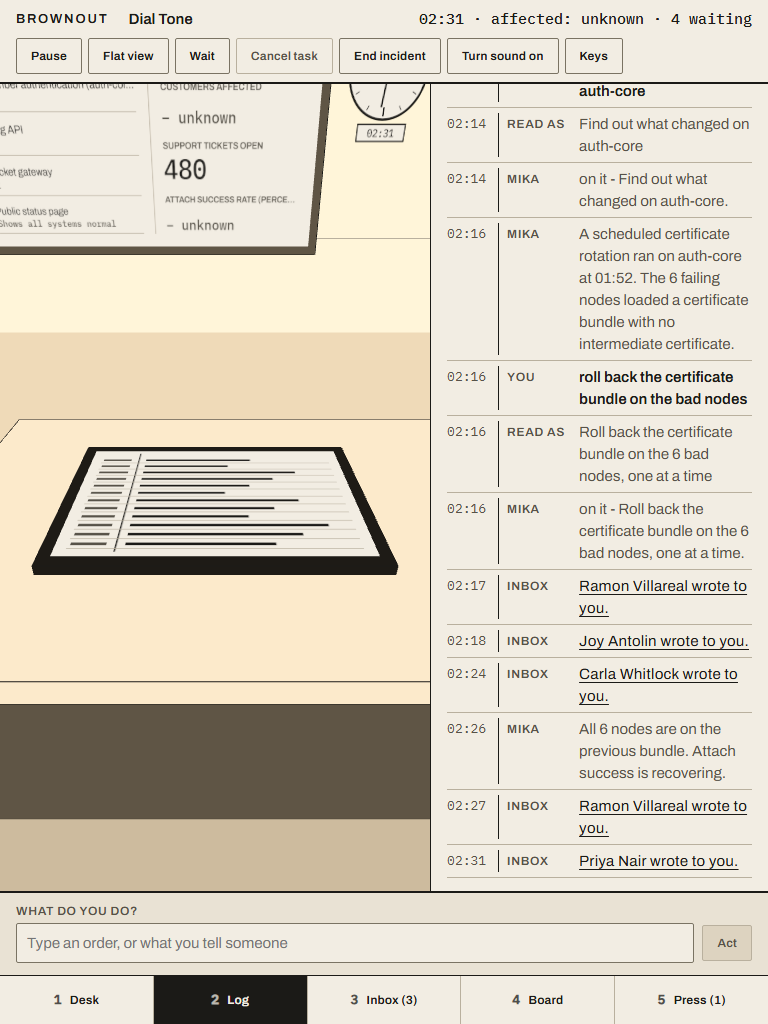 BROWNOUT Dial Tone
02:31 · affected: unknown · 4 waiting
Pause Flat view Wait Cancel task End incident Turn sound on Keys
CUSTOMERS AFFECTED
— unknown
SUPPORT TICKETS OPEN
480
ATTACH SUCCESS RATE (PERCE...
— unknown
API
gateway
Public status page
Shows all systems normal
02:31
auth-core
02:14 READ AS Find out what changed on
auth-core
02:14 MIKA on it - Find out what
changed on auth-core.
02:16 MIKA A scheduled certificate
rotation ran on auth-core
at 01:52. The 6 failing
nodes loaded a certificate
bundle with no
intermediate certificate.
02:16 YOU roll back the certificate
bundle on the bad nodes
02:16 READ AS Roll back the certificate
bundle on the 6 bad
nodes, one at a time
02:16 MIKA on it - Roll back the
certificate bundle on the 6
bad nodes, one at a time.
02:17 INBOX Ramon Villareal wrote to
you.
02:18 INBOX Joy Antolin wrote to you.
02:24 INBOX Carla Whitlock wrote to
you.
02:26 MIKA All 6 nodes are on the
previous bundle. Attach
success is recovering.
02:27 INBOX Ramon Villareal wrote to
you.
02:31 INBOX Priya Nair wrote to you.
WHAT DO YOU DO?
Type an order, or what you tell someone
Act
1 Desk 2 Log 3 Inbox (3) 4 Board 5 Press (1)